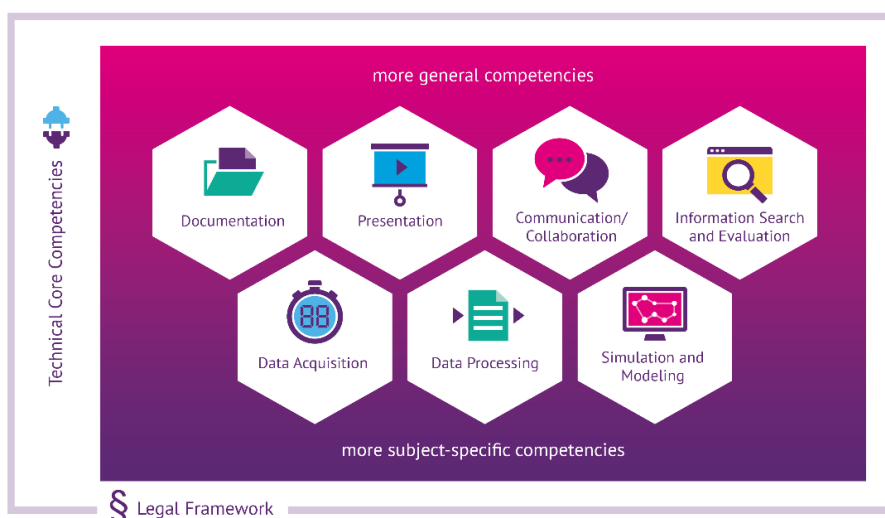 more general competencies
Technical Core Competencies
Documentation
Presentation
Communication/
Collaboration
Information Search
and Evaluation
88
Data Acquisition
Data Processing
Simulation and
Modeling
more subject-specific competencies
§ Legal Framework